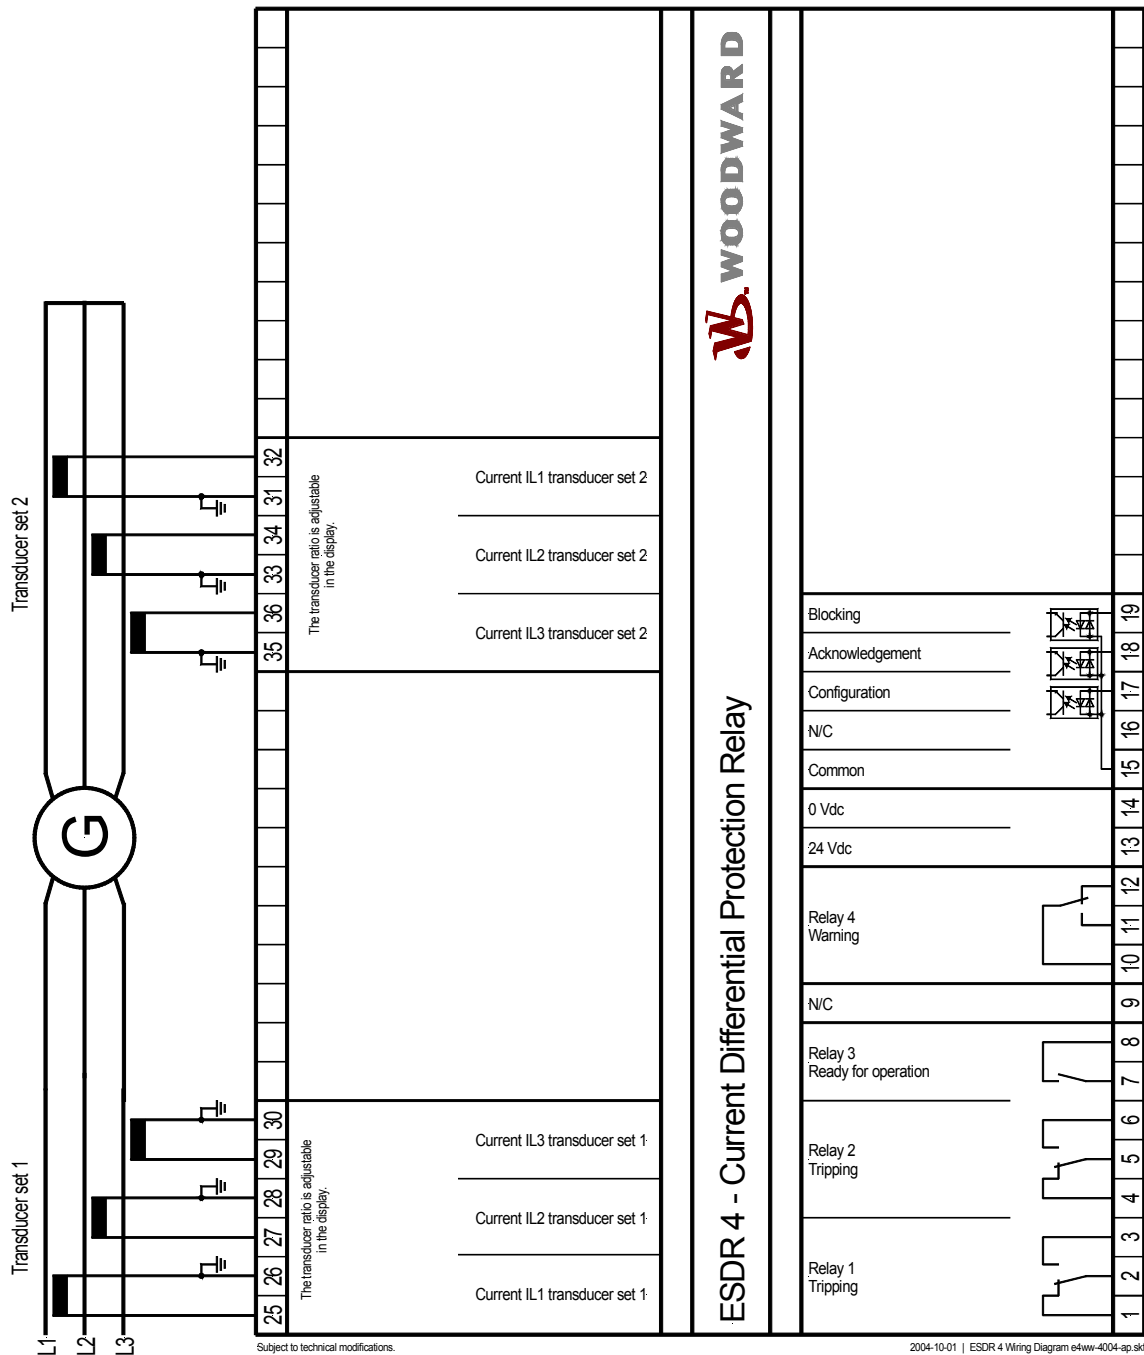 Transducer set 2
Transducer set 1
L1
L2
L3
G
32
31
34
33
36
35
30
29
28
27
26
25
The transducer ratio is adjustable
in the display.
Current IL1 transducer set 2
Current IL2 transducer set 2
Current IL3 transducer set 2
The transducer ratio is adjustable
in the display.
Current IL3 transducer set 1
Current IL2 transducer set 1
Current IL1 transducer set 1
WOODWARD
ESDR 4 - Current Differential Protection Relay
Blocking
Acknowledgement
Configuration
N/C
Common
0 Vdc
24 Vdc
Relay 4
Warning
N/C
Relay 3
Ready for operation
Relay 2
Tripping
Relay 1
Tripping
19
18
17
16
15
14
13
12
11
10
9
8
7
6
5
4
3
2
1
Subject to technical modifications.
2004-10-01 | ESDR 4 Wiring Diagram e4ww-4004-ap.skf